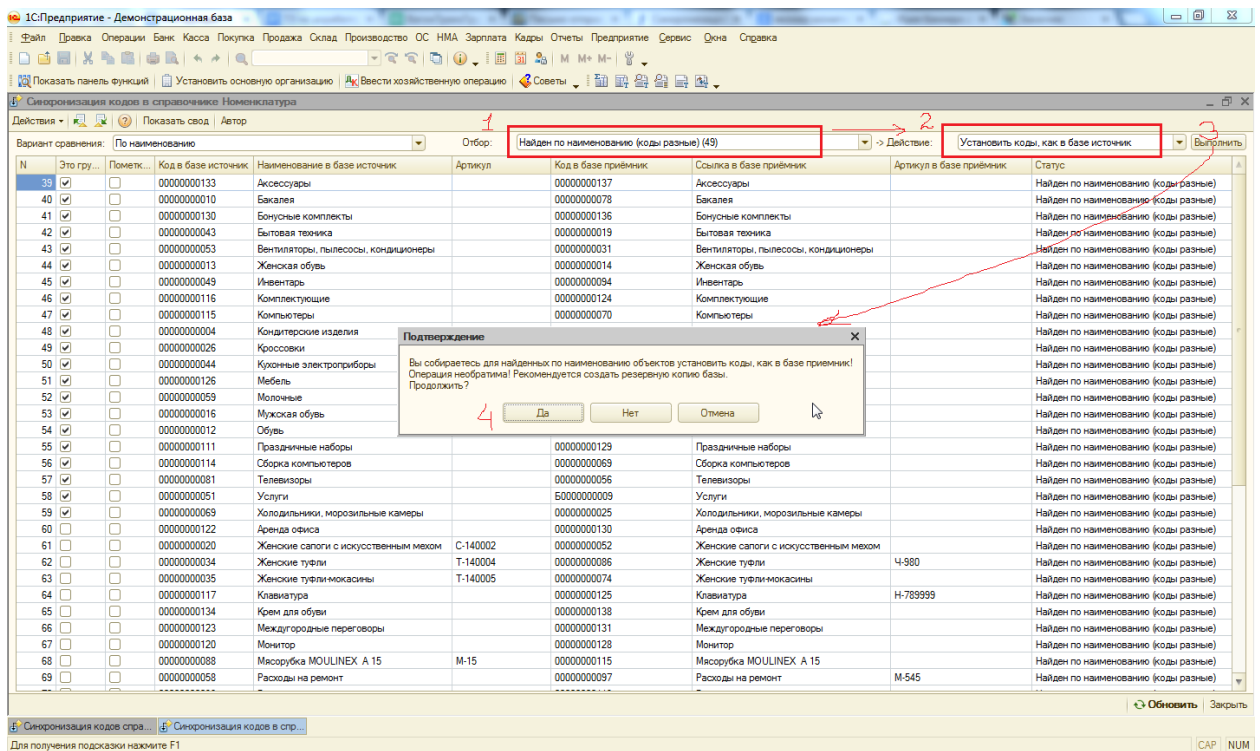 1С:Предприятие - Демонстрационная база
Файл Правка Операции Банк Касса Покупка Продажа Склад Производство ОС НМА Зарплата Кадры Отчеты Предприятие Сервис Окна Справка
M M+ M-
Показать панель функций Установить основную организацию Ввести хозяйственную операцию Советы
Синхронизация кодов в справочнике Номенклатура
Действия Показать свод Автор
1 2 3
Вариант сравнения: По наименованию Отбор: Найден по наименованию (коды разные) (49) -> Действие: Установить коды, как в базе источник Выполнить
N Это гру... Пометк... Код в базе источник Наименование в базе источник Артикул Код в базе приёмник Ссылка в базе приёмник Артикул в базе приёмник Статус
39 00000000133 Аксессуары 00000000137 Аксессуары Найден по наименованию (коды разные)
40 00000000010 Бакалея 00000000078 Бакалея Найден по наименованию (коды разные)
41 00000000130 Бонусные комплекты 00000000136 Бонусные комплекты Найден по наименованию (коды разные)
42 00000000043 Бытовая техника 00000000019 Бытовая техника Найден по наименованию (коды разные)
43 00000000053 Вентиляторы, пылесосы, кондиционеры 00000000031 Вентиляторы, пылесосы, кондиционеры Найден по наименованию (коды разные)
44 00000000013 Женская обувь 00000000014 Женская обувь Найден по наименованию (коды разные)
45 00000000049 Инвентарь 00000000094 Инвентарь Найден по наименованию (коды разные)
46 00000000116 Комплектующие 00000000124 Комплектующие Найден по наименованию (коды разные)
47 00000000115 Компьютеры 00000000070 Компьютеры Найден по наименованию (коды разные)
48 00000000004 Кондитерские изделия Найден по наименованию (коды разные)
49 00000000026 Кроссовки Найден по наименованию (коды разные)
50 00000000044 Кухонные электроприборы Найден по наименованию (коды разные)
51 00000000126 Мебель Найден по наименованию (коды разные)
52 00000000059 Молочные Найден по наименованию (коды разные)
53 00000000016 Мужская обувь Найден по наименованию (коды разные)
54 00000000012 Обувь Найден по наименованию (коды разные)
Подтверждение
Вы собираетесь для найденных по наименованию объектов установить коды, как в базе приемник!
Операция необратима! Рекомендуется создать резервную копию базы.
Продолжить?
4 Да Нет Отмена
55 00000000111 Праздничные наборы 00000000129 Праздничные наборы Найден по наименованию (коды разные)
56 00000000114 Сборка компьютеров 00000000069 Сборка компьютеров Найден по наименованию (коды разные)
57 00000000081 Телевизоры 00000000056 Телевизоры Найден по наименованию (коды разные)
58 00000000051 Услуги Б0000000009 Услуги Найден по наименованию (коды разные)
59 00000000069 Холодильники, морозильные камеры 00000000025 Холодильники, морозильные камеры Найден по наименованию (коды разные)
60 00000000122 Аренда офиса 00000000130 Аренда офиса Найден по наименованию (коды разные)
61 00000000020 Женские сапоги с искусственным мехом С-140002 00000000052 Женские сапоги с искусственным мехом Найден по наименованию (коды разные)
62 00000000034 Женские туфли Т-140004 00000000086 Женские туфли Ч-980 Найден по наименованию (коды разные)
63 00000000035 Женские туфли-мокасины Т-140005 00000000074 Женские туфли-мокасины Найден по наименованию (коды разные)
64 00000000117 Клавиатура 00000000125 Клавиатура Н-789999 Найден по наименованию (коды разные)
65 00000000134 Крем для обуви 00000000138 Крем для обуви Найден по наименованию (коды разные)
66 00000000123 Междугородные переговоры 00000000131 Междугородные переговоры Найден по наименованию (коды разные)
67 00000000120 Монитор 00000000128 Монитор Найден по наименованию (коды разные)
68 00000000088 Мясорубка MOULINEX A 15 М-15 00000000115 Мясорубка MOULINEX A 15 Найден по наименованию (коды разные)
69 00000000058 Расходы на ремонт 00000000097 Расходы на ремонт М-545 Найден по наименованию (коды разные)
Обновить Закрыть
Синхронизация кодов спра... Синхронизация кодов в спр...
Для получения подсказки нажмите F1 CAP NUM